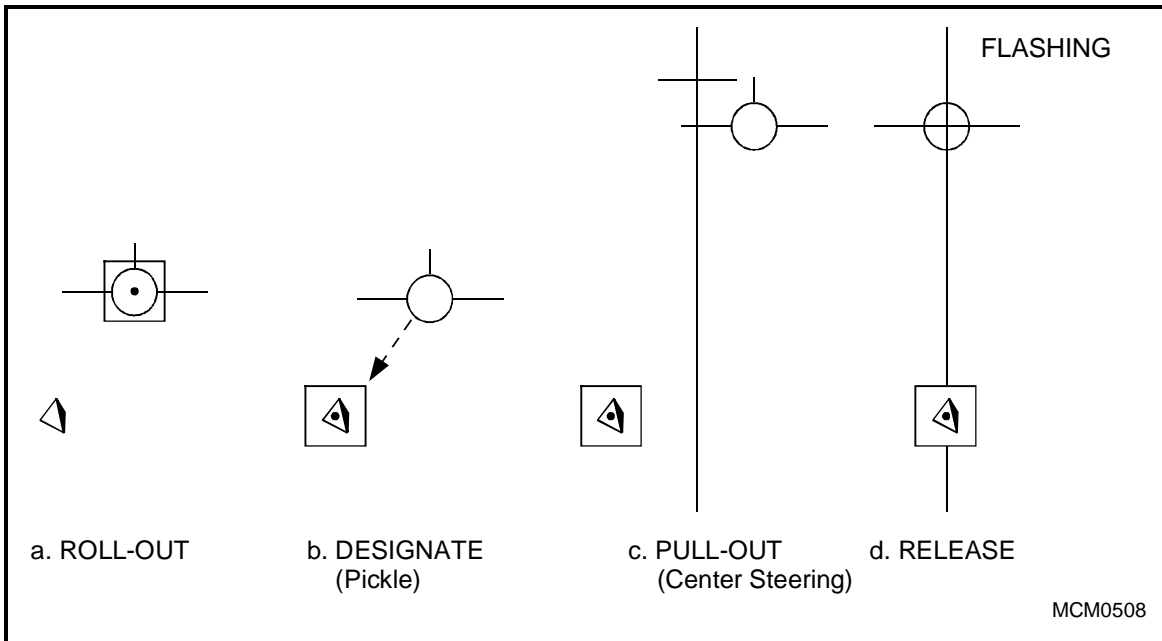 FLASHING
a. ROLL-OUT
b. DESIGNATE
(Pickle)
c. PULL-OUT
(Center Steering)
d. RELEASE
MCM0508